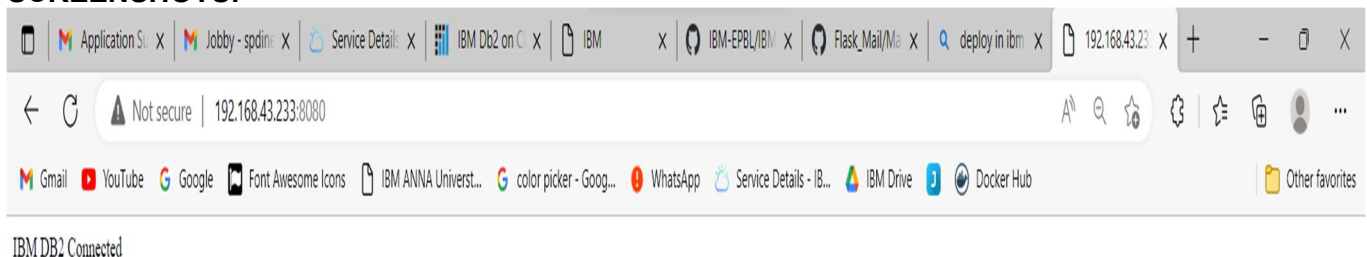 SCREENSHOTS:
Application Su Jobby - spdine Service Details IBM Db2 on C IBM IBM-EPBL/IBM Flask_Mail/Ma deploy in ibm 192.168.43.23
Not secure 192.168.43.233:8080
Gmail YouTube Google Font Awesome Icons IBM ANNA Universt... color picker - Goog... WhatsApp Service Details - IB... IBM Drive Docker Hub Other favorites
IBM DB2 Connected